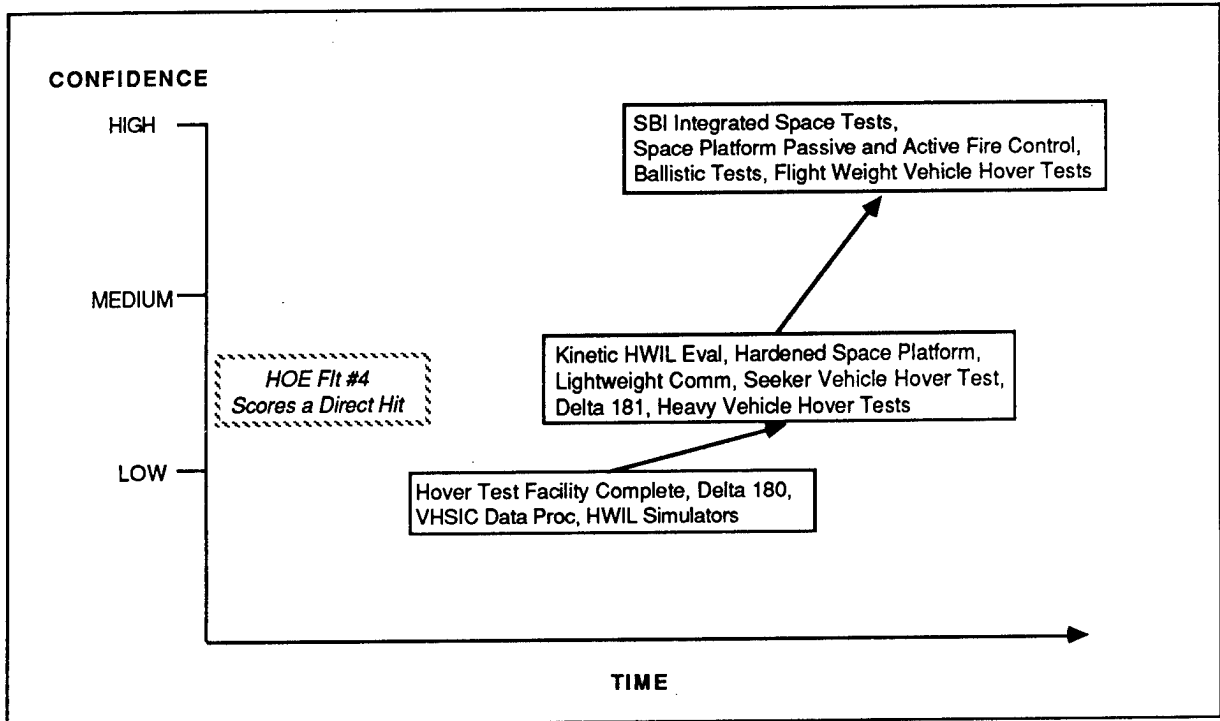 CONFIDENCE
HIGH
SBI Integrated Space Tests,
Space Platform Passive and Active Fire Control,
Ballistic Tests, Flight Weight Vehicle Hover Tests
MEDIUM
HOE Flt #4
Scores a Direct Hit
Kinetic HWIL Eval, Hardened Space Platform,
Lightweight Comm, Seeker Vehicle Hover Test,
Delta 181, Heavy Vehicle Hover Tests
LOW
Hover Test Facility Complete, Delta 180,
VHSIC Data Proc, HWIL Simulators
TIME